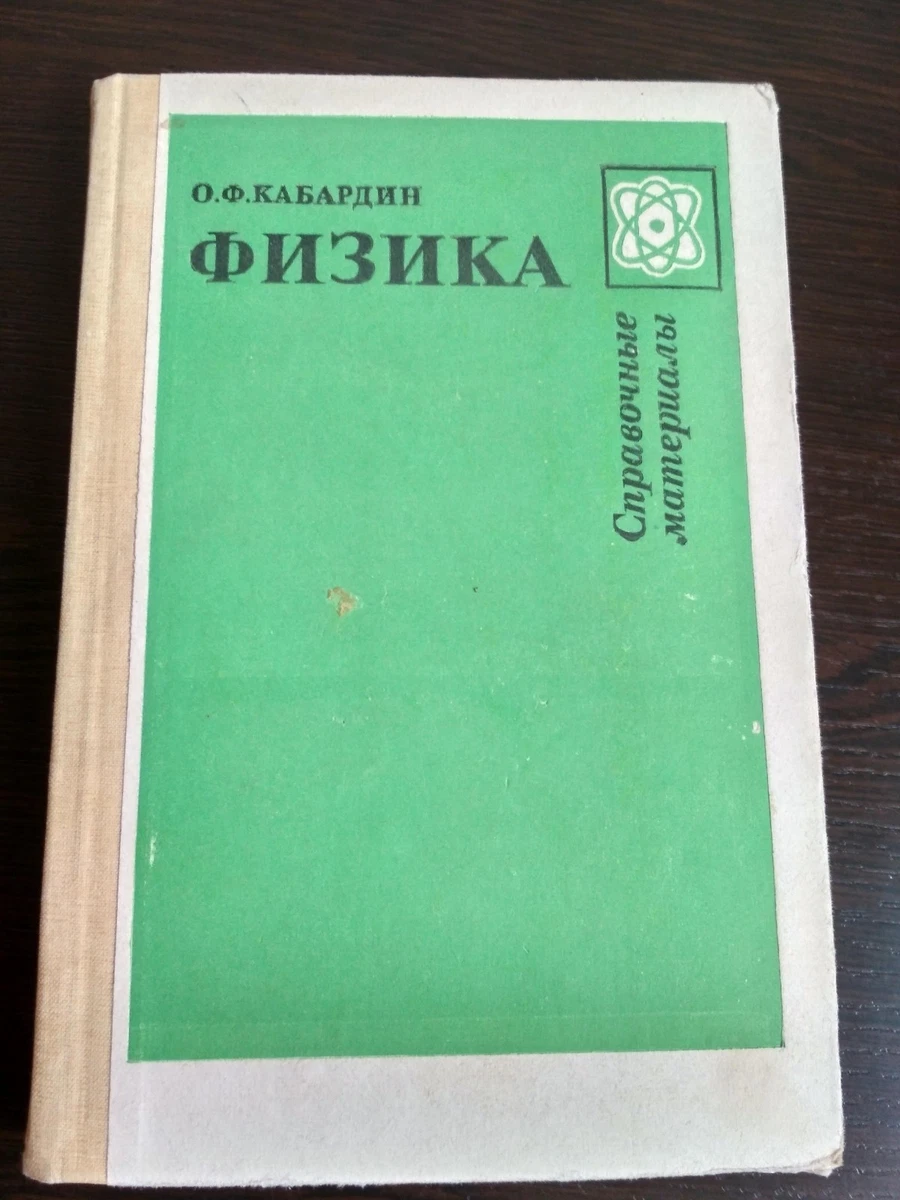 О.Ф.КАБАРДИН
ФИЗИКА
Справочные
материалы